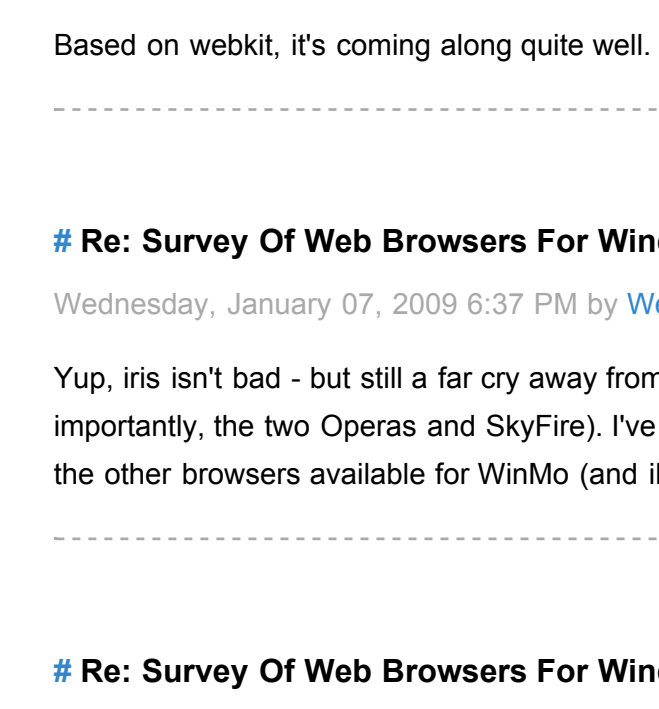 Based on webkit, it's coming along quite well.
# Re: Survey Of Web Browsers For
Wednesday, January 07, 2009 6:37 PM by
Yup, iris isn't bad - but still a far cry away from
importantly, the two Operas and SkyFire). I've
the other browsers available for WinMo (and
# Re: Survey Of Web Browsers For